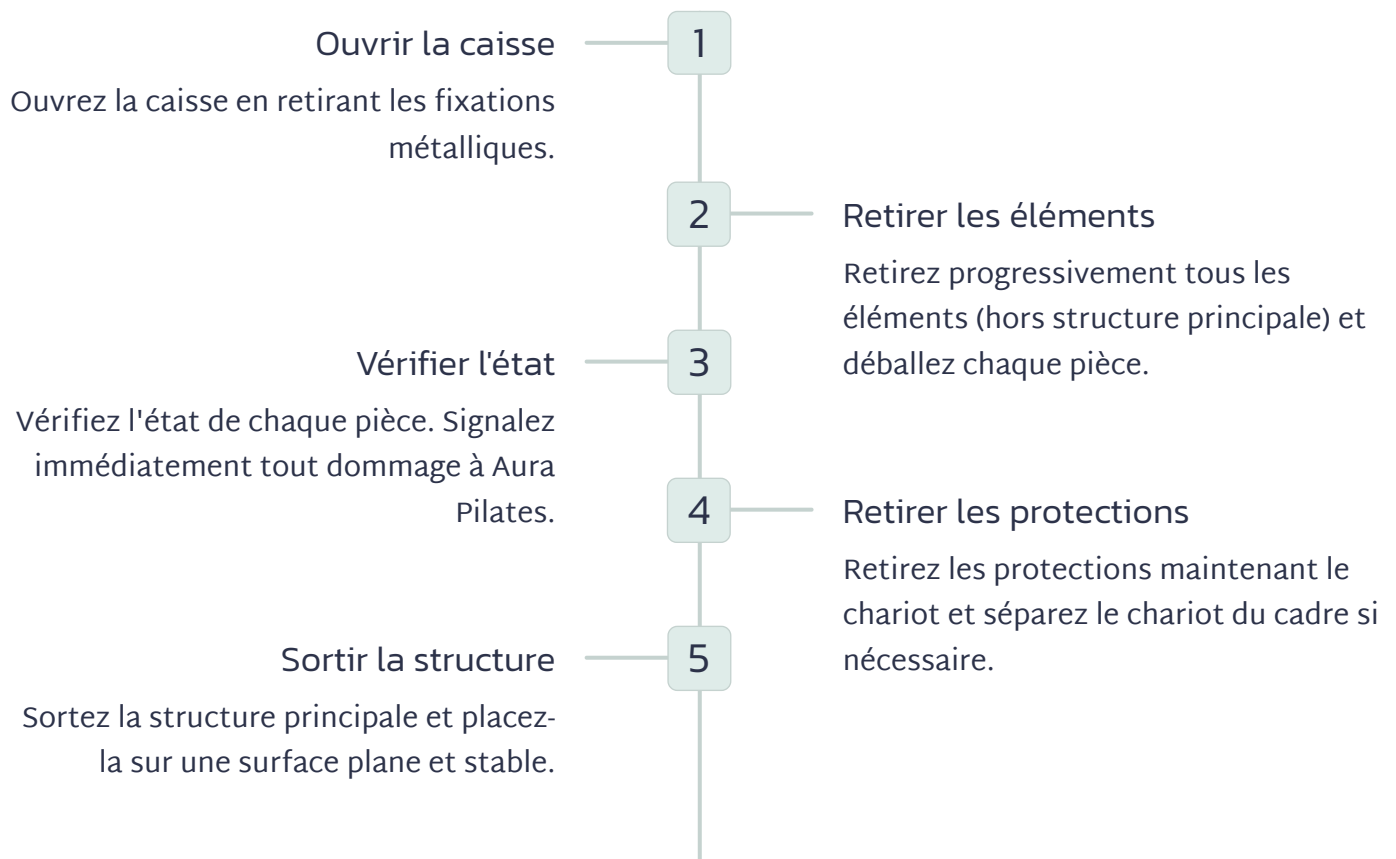 1
Ouvrir la caisse
Ouvrez la caisse en retirant les fixations
métalliques.
2
Retirer les éléments
Retirez progressivement tous les
éléments (hors structure principale) et
déballez chaque pièce.
3
Vérifier l'état
Vérifiez l'état de chaque pièce. Signalez
immédiatement tout dommage à Aura
Pilates.
4
Retirer les protections
Retirez les protections maintenant le
chariot et séparez le chariot du cadre si
nécessaire.
5
Sortir la structure
Sortez la structure principale et placez-
la sur une surface plane et stable.